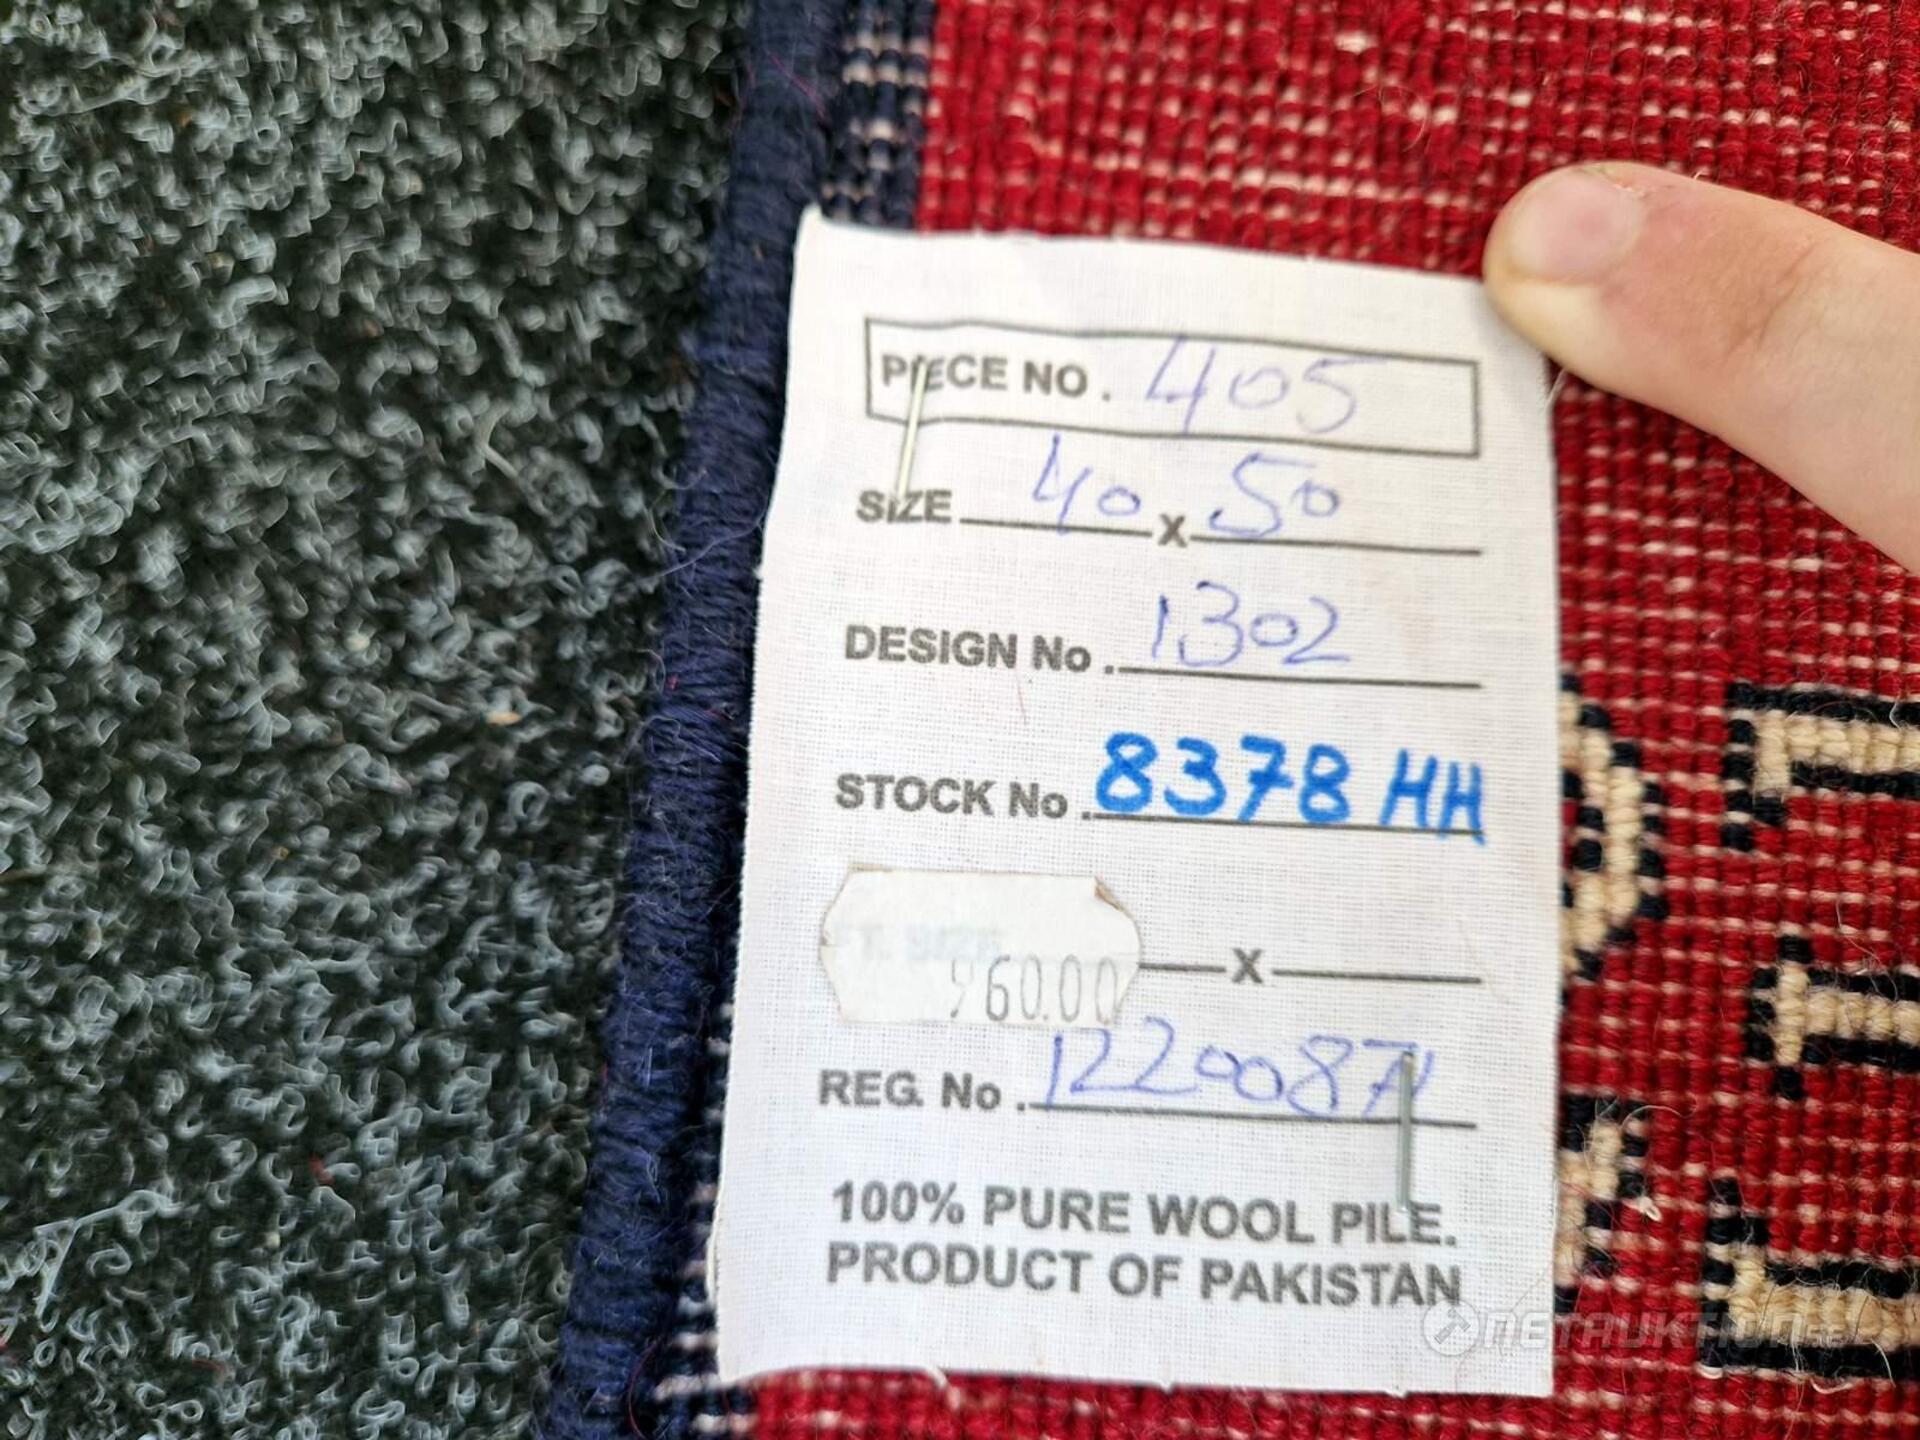 PIECE NO. 405
SIZE 40 X 50
DESIGN No. 1302
STOCK No. 8378 HH
X
960.00
REG. No.
100% PURE WOOL PILE.
PRODUCT OF PAKISTAN
NETAUKTION.SE